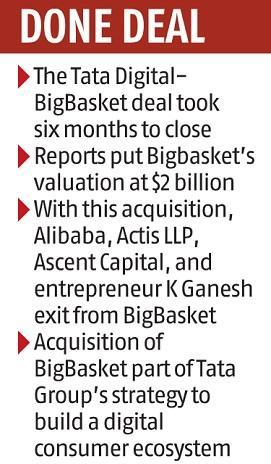 DONE DEAL
The Tata Digital–
BigBasket deal took
six months to close
Reports put Bigbasket's
valuation at $2 billion
With this acquisition,
Alibaba, Actis LLP,
Ascent Capital, and
entrepreneur K Ganesh
exit from BigBasket
Acquisition of
BigBasket part of Tata
Group's strategy to
build a digital
consumer ecosystem